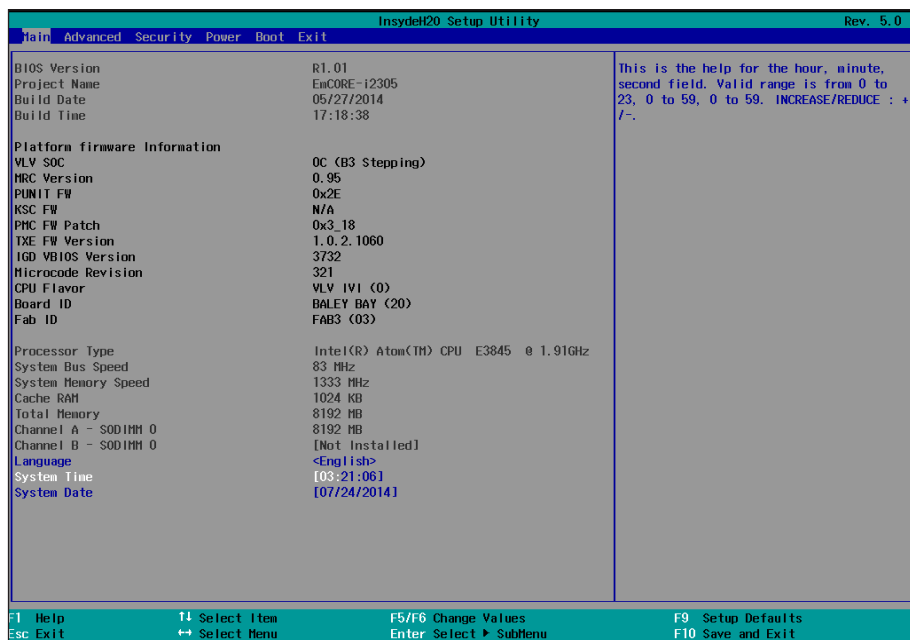 InsydeH20 Setup Utility Rev. 5.0
Main Advanced Security Power Boot Exit
BIOS Version R1.01
Project Name EmCORE-i2305
Build Date 05/27/2014
Build Time 17:18:38
Platform firmware Information
VLV SOC 0C (B3 Stepping)
MRC Version 0.95
PUNIT FW 0x2E
KSC FW N/A
PMC FW Patch 0x3_18
TXE FW Version 1.0.2.1060
IGD VBIOS Version 3732
Microcode Revision 321
CPU Flavor VLV IVI (0)
Board ID BALEY BAY (20)
Fab ID FAB3 (03)
Processor Type Intel(R) Atom(TM) CPU E3845 @ 1.91GHz
System Bus Speed 83 MHz
System Memory Speed 1333 MHz
Cache RAM 1024 KB
Total Memory 8192 MB
Channel A - SODIMM 0 8192 MB
Channel B - SODIMM 0 [Not Installed]
Language <English>
System Time [03:21:06]
System Date [07/24/2014]
This is the help for the hour, minute,
second field. Valid range is from 0 to
23, 0 to 59, 0 to 59. INCREASE/REDUCE : +
/-.
F1 Help ↑↓ Select Item F5/F6 Change Values F9 Setup Defaults
Esc Exit ↔ Select Menu Enter Select ▶ SubMenu F10 Save and Exit